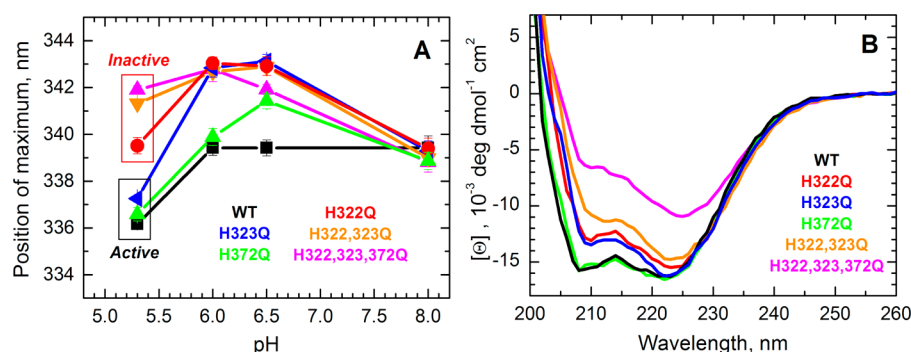 A
Position of maximum, nm
344
342
340
338
336
334
Inactive
Active
WT
H323Q
H372Q
H322Q
H322,323Q
H322,323,372Q
5.0 5.5 6.0 6.5 7.0 7.5 8.0
pH
B
[Θ] , 10⁻³ deg dmol⁻¹ cm²
0
-5
-10
-15
WT
H322Q
H323Q
H372Q
H322,323Q
H322,323,372Q
200 210 220 230 240 250 260
Wavelength, nm